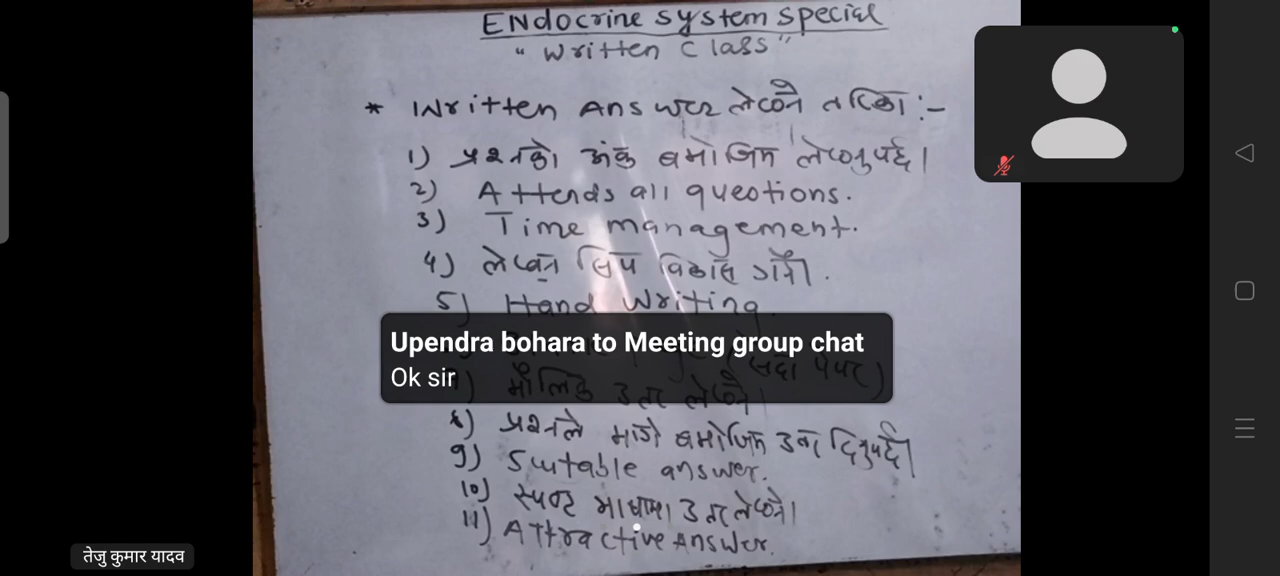 Endocrine system special
"Written Class"
* Written Answer लेख्ने तरिका :-
1) प्रश्नको अंक बमोजिम लेख्नुपर्छ।
2) Attends all questions.
3) Time management.
4) लेखन सिप विकास गर्ने।
5) Hand Writing
Upendra bohara to Meeting group chat
Ok sir
मौलिक उत्तर लेख्ने।
8) प्रश्नले मागे बमोजिम उत्तर दिनुपर्छ।
9) Suitable answer.
10) स्पष्ट भाषामा उत्तर लेख्ने।
11) Attractive Answer.
तेजु कुमार यादव